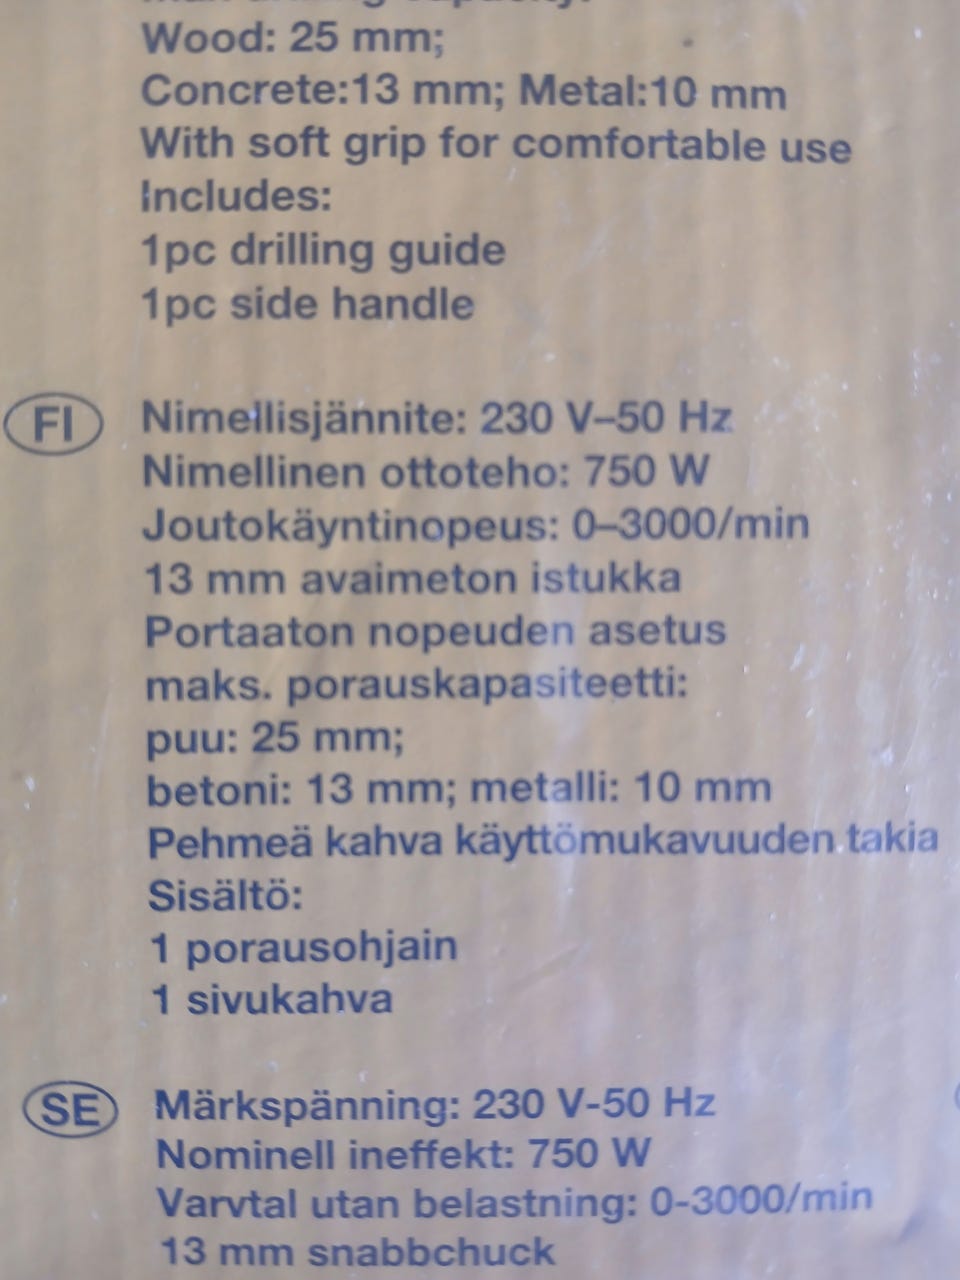 Wood: 25 mm;
Concrete:13 mm; Metal:10 mm
With soft grip for comfortable use
Includes:
1pc drilling guide
1pc side handle
FI
Nimellisjännite: 230 V–50 Hz
Nimellinen ottoteho: 750 W
Joutokäyntinopeus: 0–3000/min
13 mm avaimeton istukka
Portaaton nopeuden asetus
maks. porauskapasiteetti:
puu: 25 mm;
betoni: 13 mm; metalli: 10 mm
Pehmeä kahva käyttömukavuuden takia
Sisältö:
1 porausohjain
1 sivukahva
SE
Märkspänning: 230 V-50 Hz
Nominell ineffekt: 750 W
Varvtal utan belastning: 0-3000/min
13 mm snabbchuck